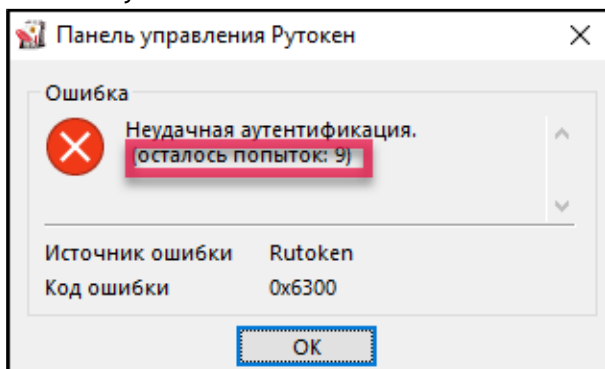 Панель управления Рутокен
Ошибка
Неудачная аутентификация.
(осталось попыток: 9)
Источник ошибки Rutoken
Код ошибки 0x6300
OK